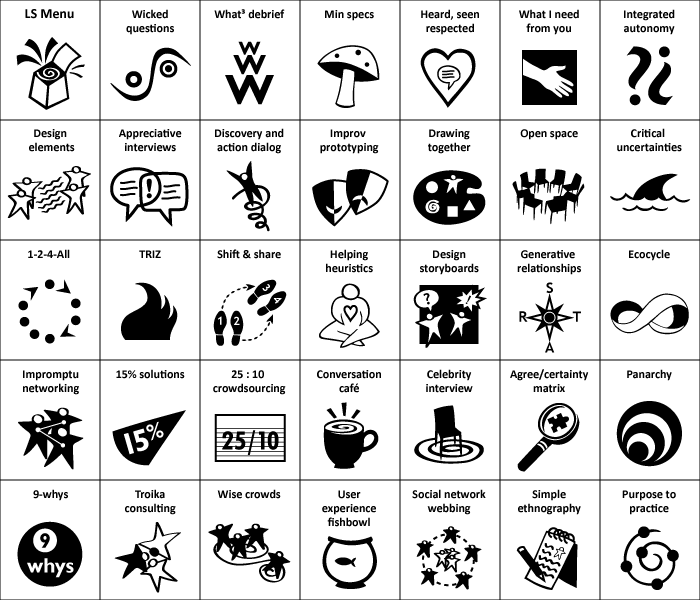 LS Menu
Wicked
questions
What³ debrief
W
W W
W
Min specs
Heard, seen
respected
What I need
from you
Integrated
autonomy
?¿
Design
elements
Appreciative
interviews
!
Discovery and
action dialog
Improv
prototyping
Drawing
together
Open space
Critical
uncertainties
1-2-4-All
TRIZ
Shift & share
1 2 3 4
Helping
heuristics
Design
storyboards
? !
Generative
relationships
S
R T
A
Ecocycle
Impromptu
networking
15% solutions
15%
25 : 10
crowdsourcing
25/10
Conversation
café
Celebrity
interview
Agree/certainty
matrix
Panarchy
9-whys
9
whys
Troika
consulting
Wise crowds
User
experience
fishbowl
Social network
webbing
Simple
ethnography
Purpose to
practice